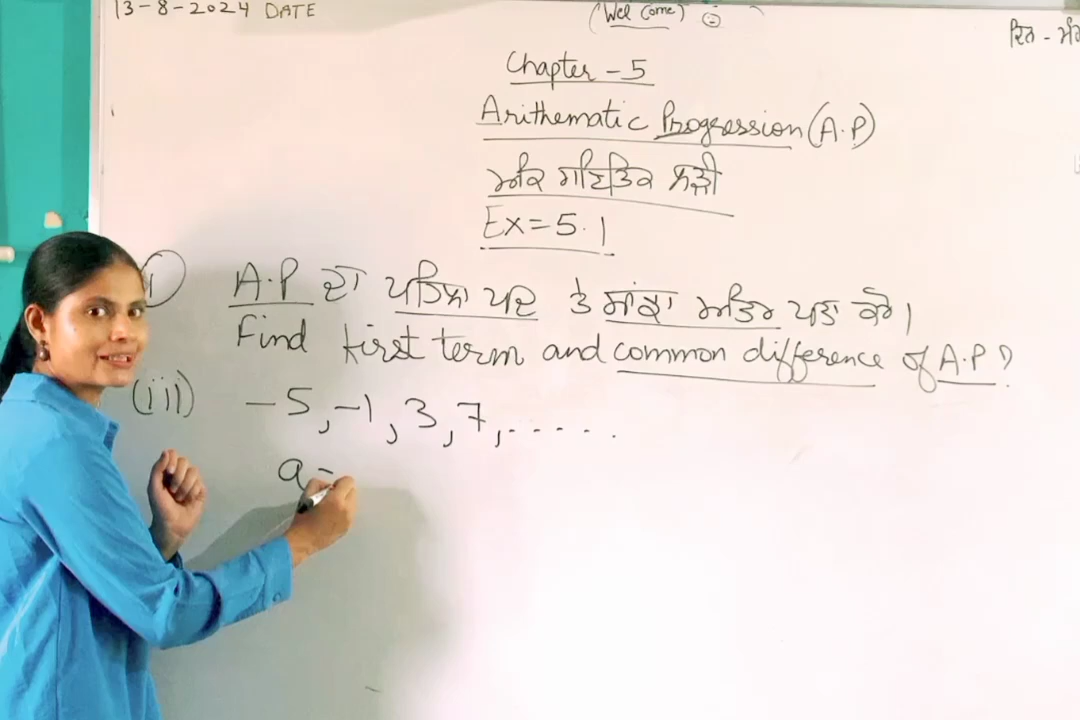 13-8-2024 DATE
(Wel Come)
ਦਿਨ - ਮੰਗ
Chapter - 5
Arithematic Progression (A.P)
ਅੰਕ ਗਣਿਤਿਕ ਲੜੀ
Ex = 5.1
1
A.P ਦਾ ਪਹਿਲਾ ਪਦ ਤੇ ਸਾਂਝਾ ਅੰਤਰ ਪਤਾ ਕਰੋ।
Find first term and common difference of A.P?
(iii) -5, -1, 3, 7, . . . . .
a =